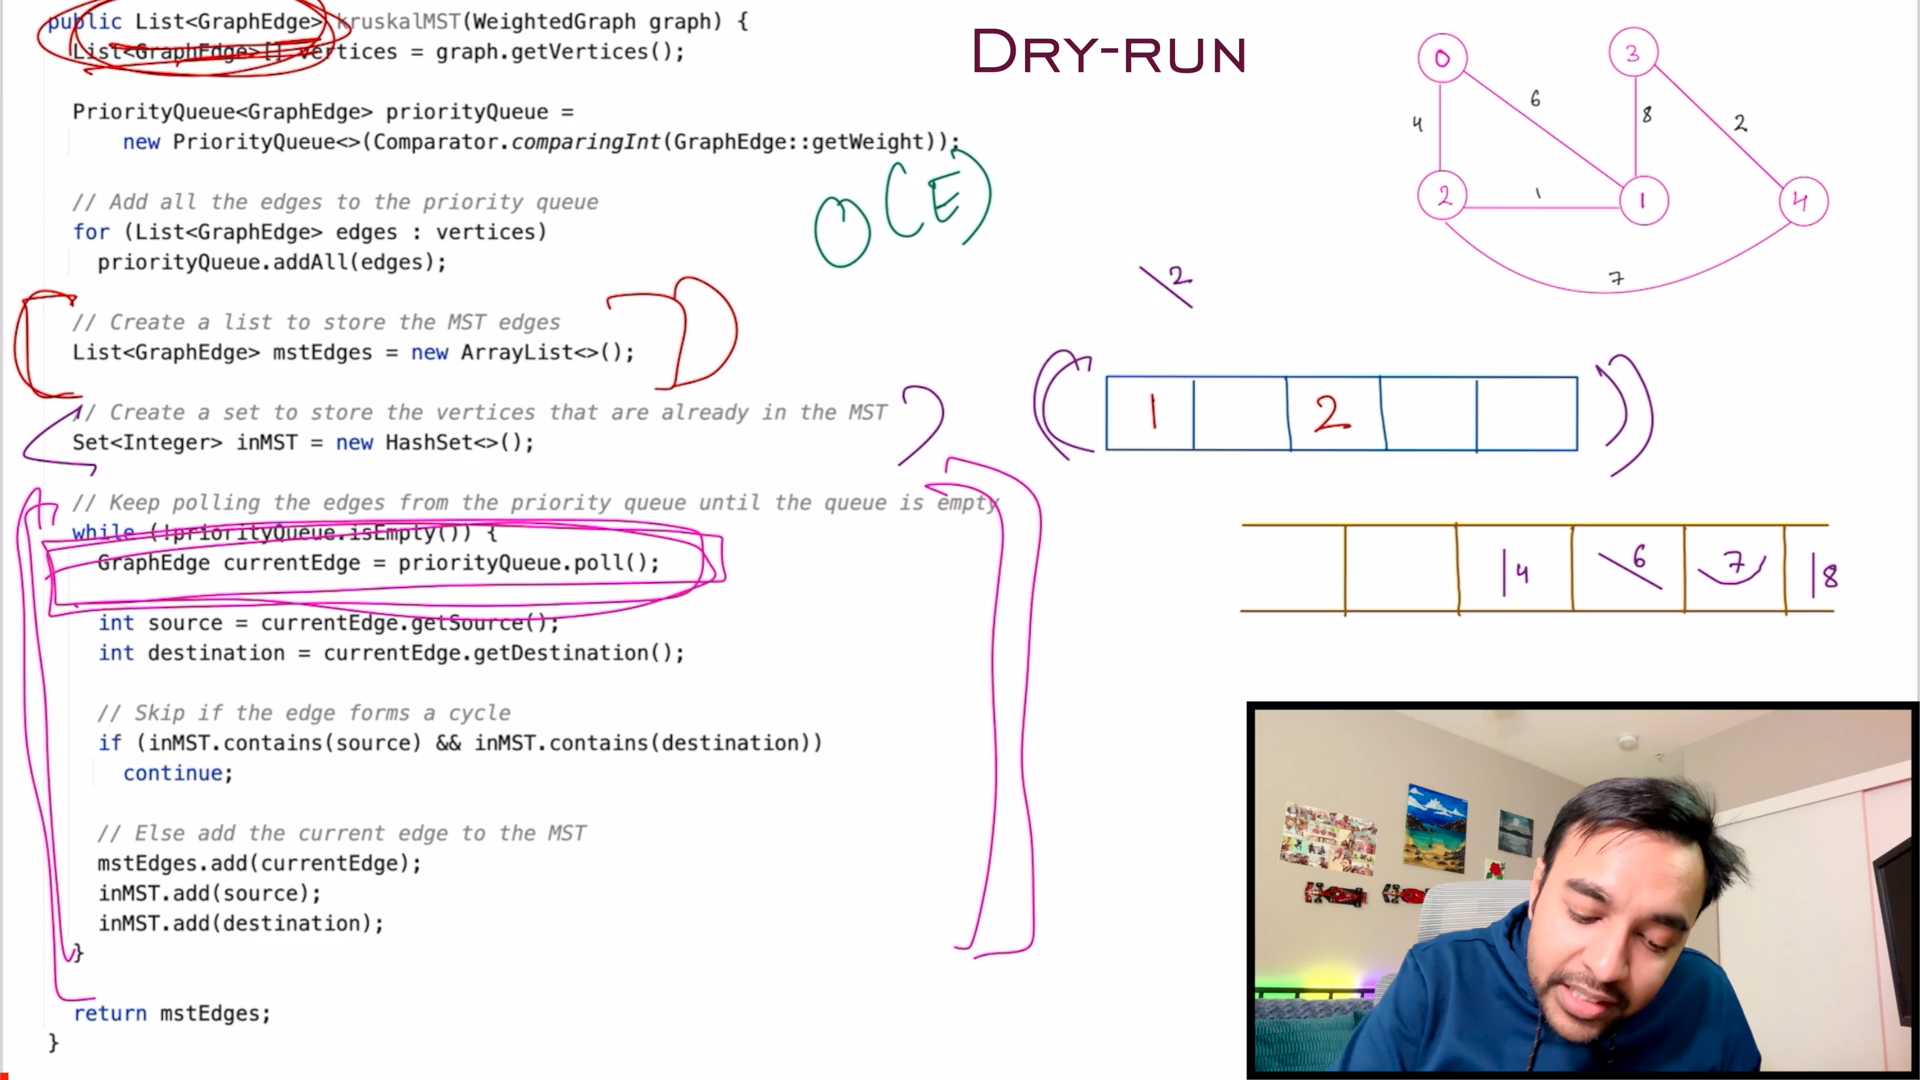 public List<GraphEdge> kruskalMST(WeightedGraph graph) {
List<GraphEdge>[] vertices = graph.getVertices();
PriorityQueue<GraphEdge> priorityQueue =
new PriorityQueue<>(Comparator.comparingInt(GraphEdge::getWeight));
// Add all the edges to the priority queue
for (List<GraphEdge> edges : vertices)
priorityQueue.addAll(edges);
// Create a list to store the MST edges
List<GraphEdge> mstEdges = new ArrayList<>();
// Create a set to store the vertices that are already in the MST
Set<Integer> inMST = new HashSet<>();
// Keep polling the edges from the priority queue until the queue is empty
while (!priorityQueue.isEmpty()) {
GraphEdge currentEdge = priorityQueue.poll();
int source = currentEdge.getSource();
int destination = currentEdge.getDestination();
// Skip if the edge forms a cycle
if (inMST.contains(source) && inMST.contains(destination))
continue;
// Else add the current edge to the MST
mstEdges.add(currentEdge);
inMST.add(source);
inMST.add(destination);
}
return mstEdges;
}
DRY-RUN
O(E)
0 3
6
4 8 2
2 1 1 4
7
2
1 2
4 6 7 8